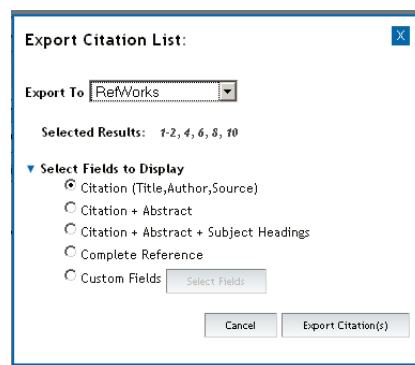 Export Citation List:
X
Export To RefWorks
Selected Results: 1-2, 4, 6, 8, 10
▼ Select Fields to Display
Citation (Title,Author,Source)
Citation + Abstract
Citation + Abstract + Subject Headings
Complete Reference
Custom Fields Select Fields
Cancel Export Citation(s)